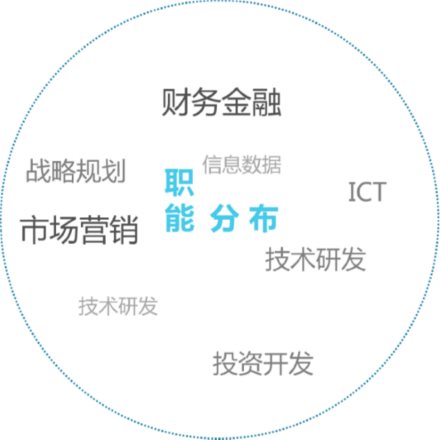 财务金融
信息数据
战略规划
职
能 分 布
ICT
市场营销
技术研发
技术研发
投资开发